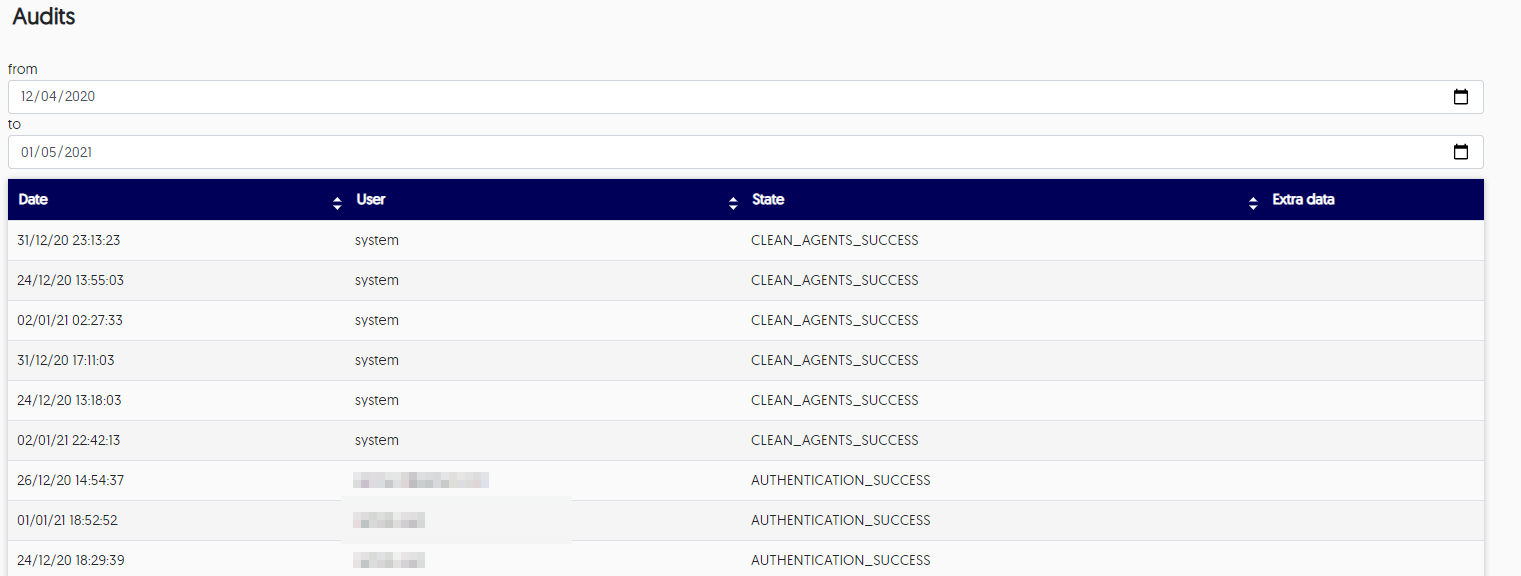 Audits
from
12/04/2020
to
01/05/2021
Date User State Extra data
31/12/20 23:13:23 system CLEAN_AGENTS_SUCCESS
24/12/20 13:55:03 system CLEAN_AGENTS_SUCCESS
02/01/21 02:27:33 system CLEAN_AGENTS_SUCCESS
31/12/20 17:11:03 system CLEAN_AGENTS_SUCCESS
24/12/20 13:18:03 system CLEAN_AGENTS_SUCCESS
02/01/21 22:42:13 system CLEAN_AGENTS_SUCCESS
26/12/20 14:54:37 AUTHENTICATION_SUCCESS
01/01/21 18:52:52 AUTHENTICATION_SUCCESS
24/12/20 18:29:39 AUTHENTICATION_SUCCESS